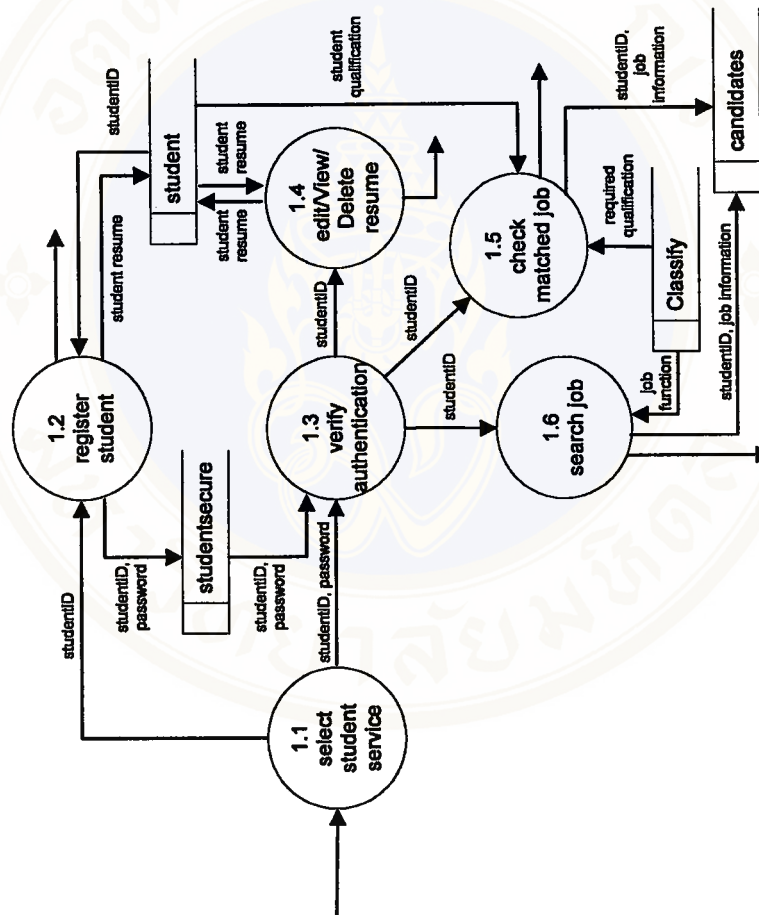 1.1
select
student
service
studentID
studentID, password
1.2
register
student
studentID,
password
studentsecure
studentID,
password
studentID
student resume
student
student
resume
student
resume
student
qualification
1.3
verify
authentication
studentID
studentID
studentID
1.4
edit/View/
Delete
resume
1.5
check
matched job
required
qualification
Classify
job
function
1.6
search job
studentID,
job
information
studentID, job information
candidates